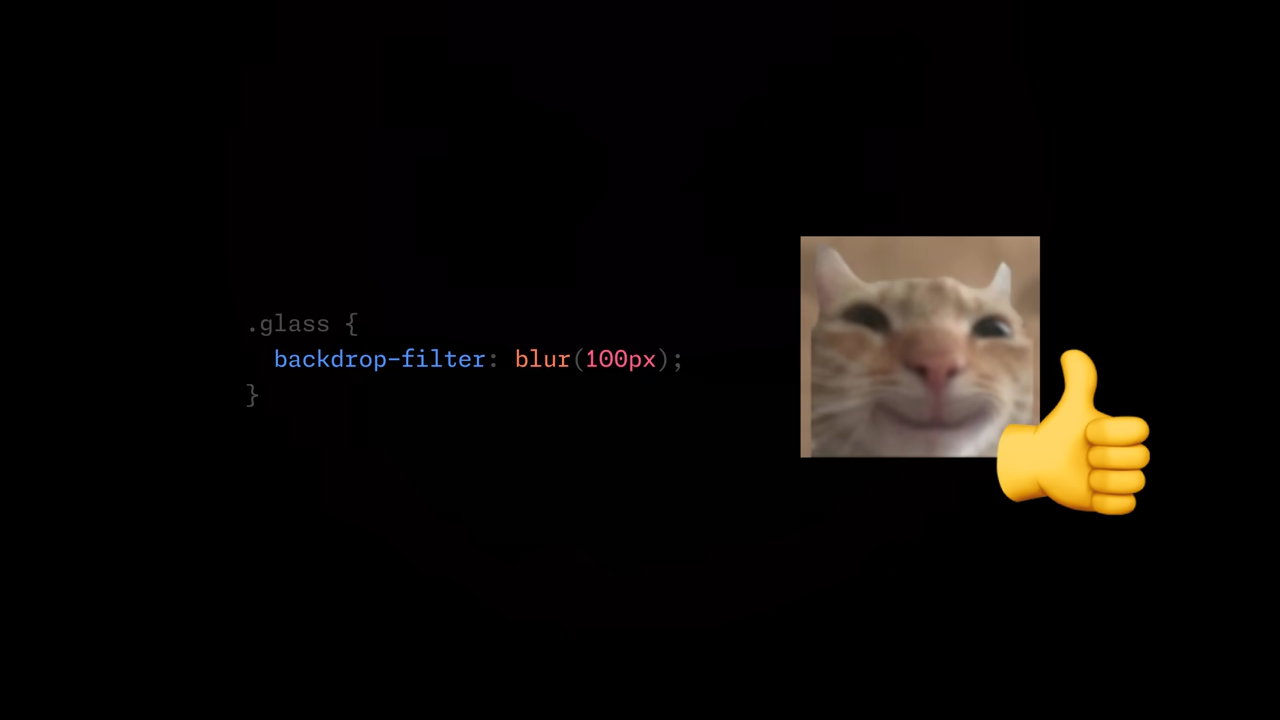 .glass {
  backdrop-filter: blur(100px);
}